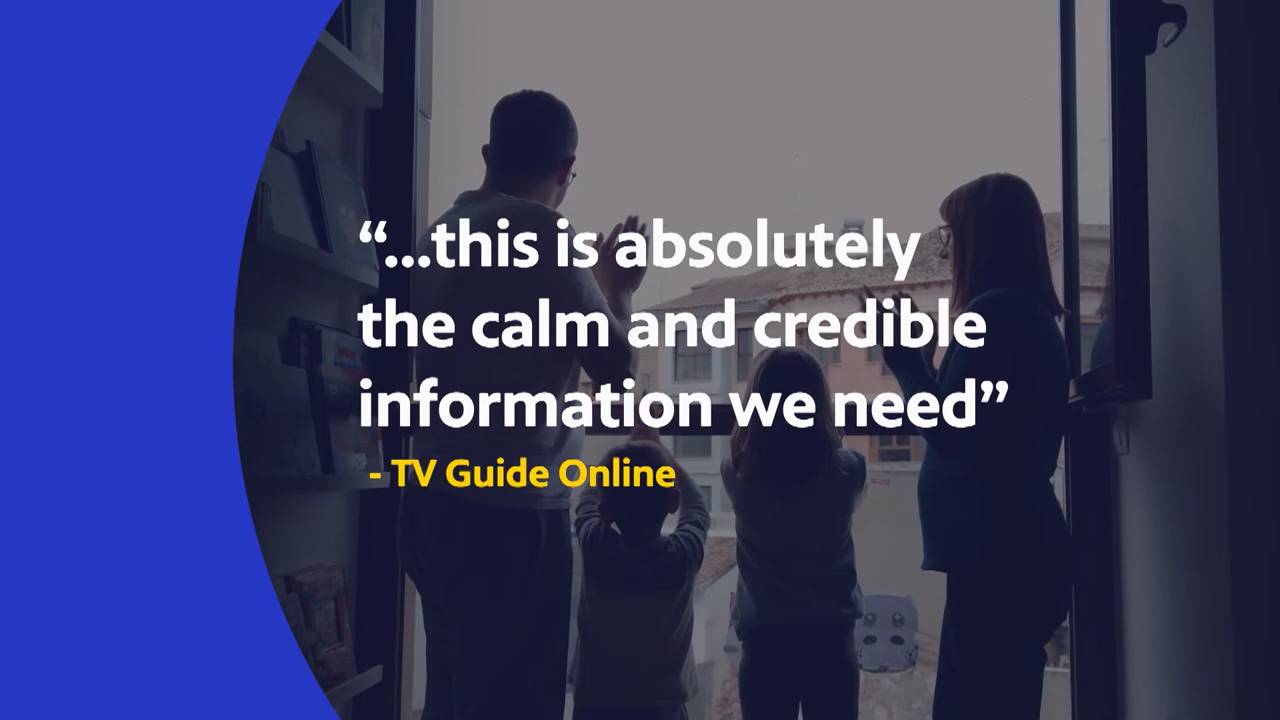 “...this is absolutely
the calm and credible
information we need”
- TV Guide Online